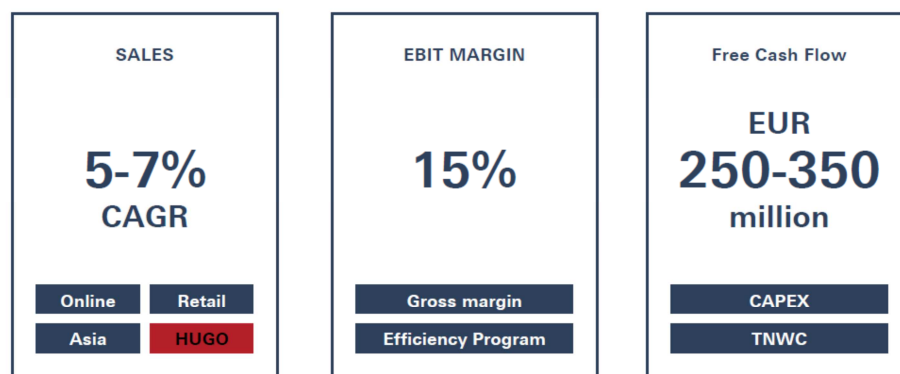 SALES
5-7%
CAGR
Online
Retail
Asia
HUGO
EBIT MARGIN
15%
Gross margin
Efficiency Program
Free Cash Flow
EUR
250-350
million
CAPEX
TNWC